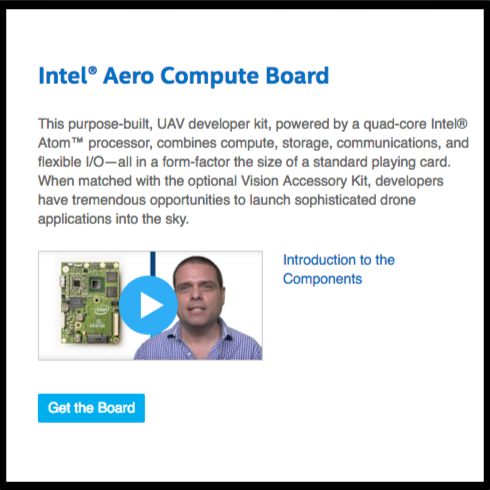 Intel® Aero Compute Board
This purpose-built, UAV developer kit, powered by a quad-core Intel®
Atom™ processor, combines compute, storage, communications, and
flexible I/O—all in a form-factor the size of a standard playing card.
When matched with the optional Vision Accessory Kit, developers
have tremendous opportunities to launch sophisticated drone
applications into the sky.
Introduction to the
Components
intel
Get the Board